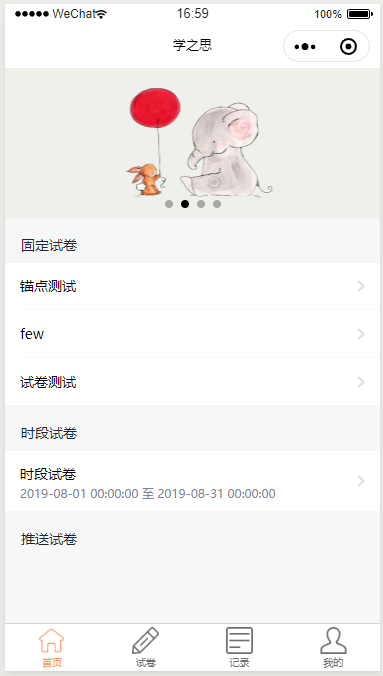 WeChat 16:59 100%
学之思
固定试卷
锚点测试
few
试卷测试
时段试卷
时段试卷
2019-08-01 00:00:00 至 2019-08-31 00:00:00
推送试卷
首页 试卷 记录 我的